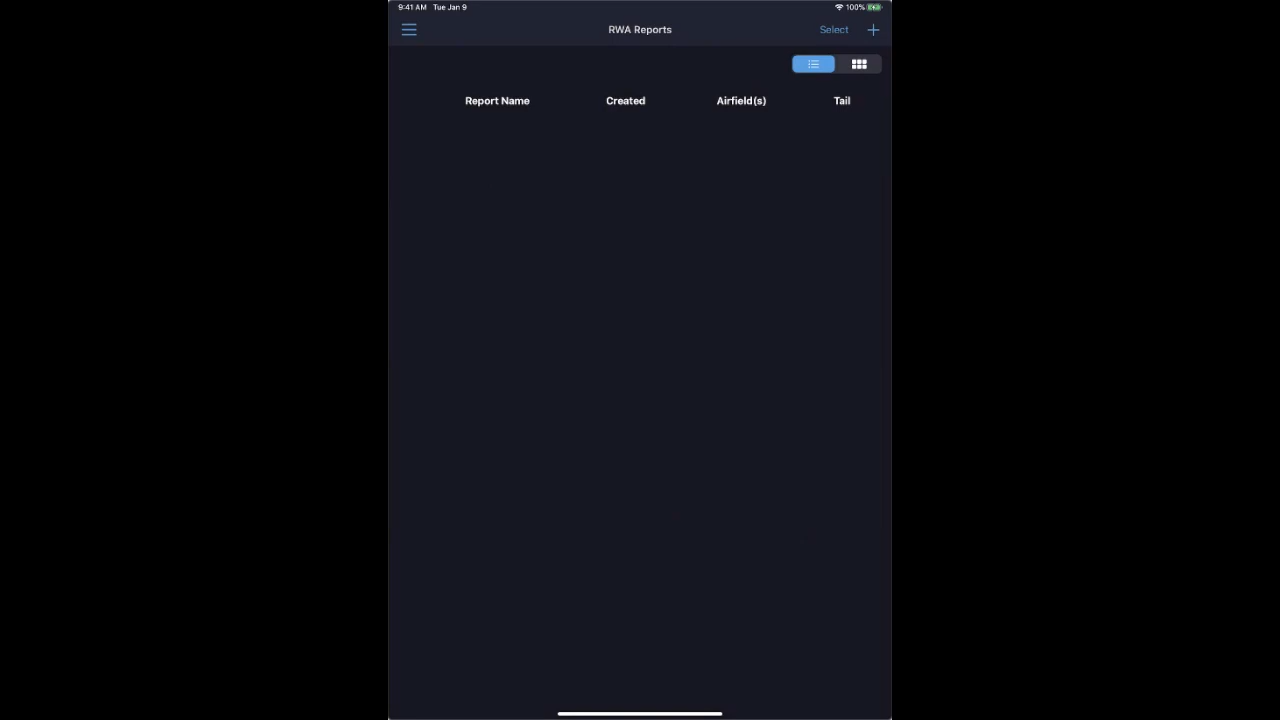 9:41 AM Tue Jan 9 100%
RWA Reports Select
Report Name Created Airfield(s) Tail